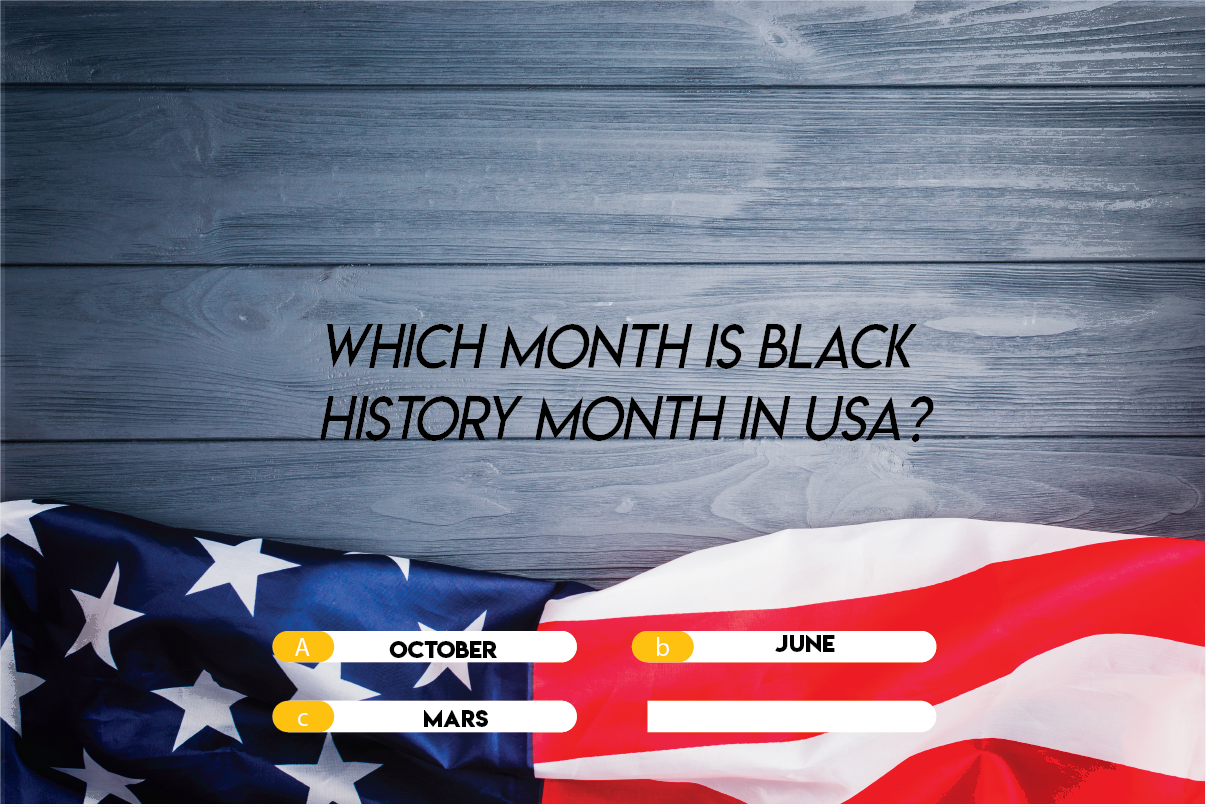 WHICH MONTH IS BLACK
HISTORY MONTH IN USA?
A OCTOBER
b JUNE
c MARS